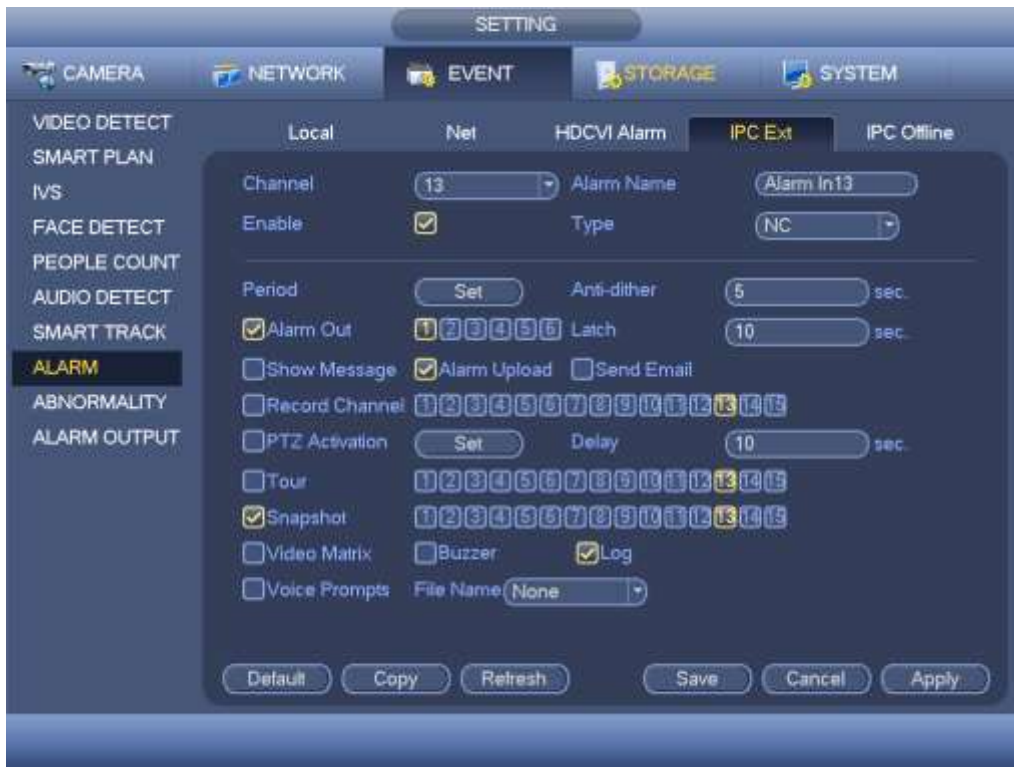 SETTING
CAMERA NETWORK EVENT STORAGE SYSTEM
VIDEO DETECT
SMART PLAN
IVS
FACE DETECT
PEOPLE COUNT
AUDIO DETECT
SMART TRACK
ALARM
ABNORMALITY
ALARM OUTPUT
Local Net HDCVI Alarm IPC Ext IPC Offline
Channel 13 Alarm Name Alarm In13
Enable Type NC
Period Set Anti-dither 5 sec.
Alarm Out 1 2 3 4 5 6 Latch 10 sec.
Show Message Alarm Upload Send Email
Record Channel 1 2 3 4 5 6 7 8 9 10 11 12 13 14 15
PTZ Activation Set Delay 10 sec.
Tour 1 2 3 4 5 6 7 8 9 10 11 12 13 14 15
Snapshot 1 2 3 4 5 6 7 8 9 10 11 12 13 14 15
Video Matrix Buzzer Log
Voice Prompts File Name None
Default Copy Refresh Save Cancel Apply